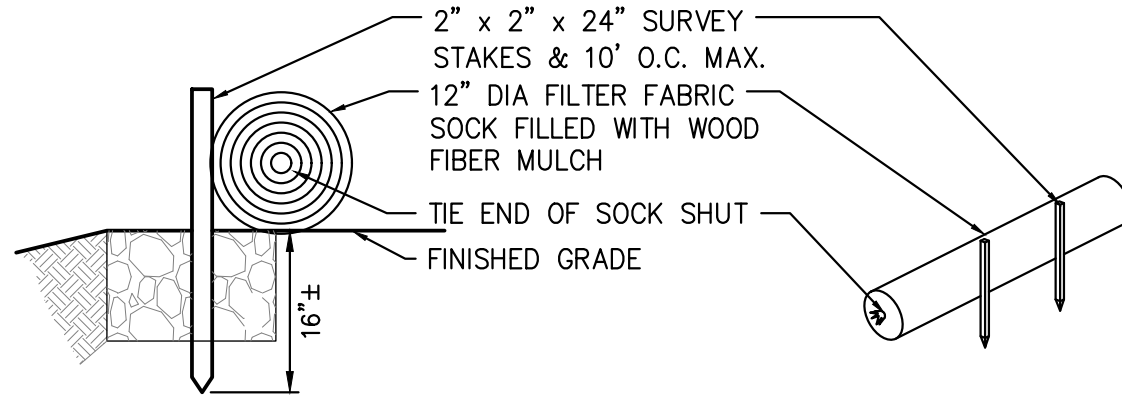 2" x 2" x 24" SURVEY
STAKES & 10' O.C. MAX.
12" DIA FILTER FABRIC
SOCK FILLED WITH WOOD
FIBER MULCH
TIE END OF SOCK SHUT
FINISHED GRADE
16"±